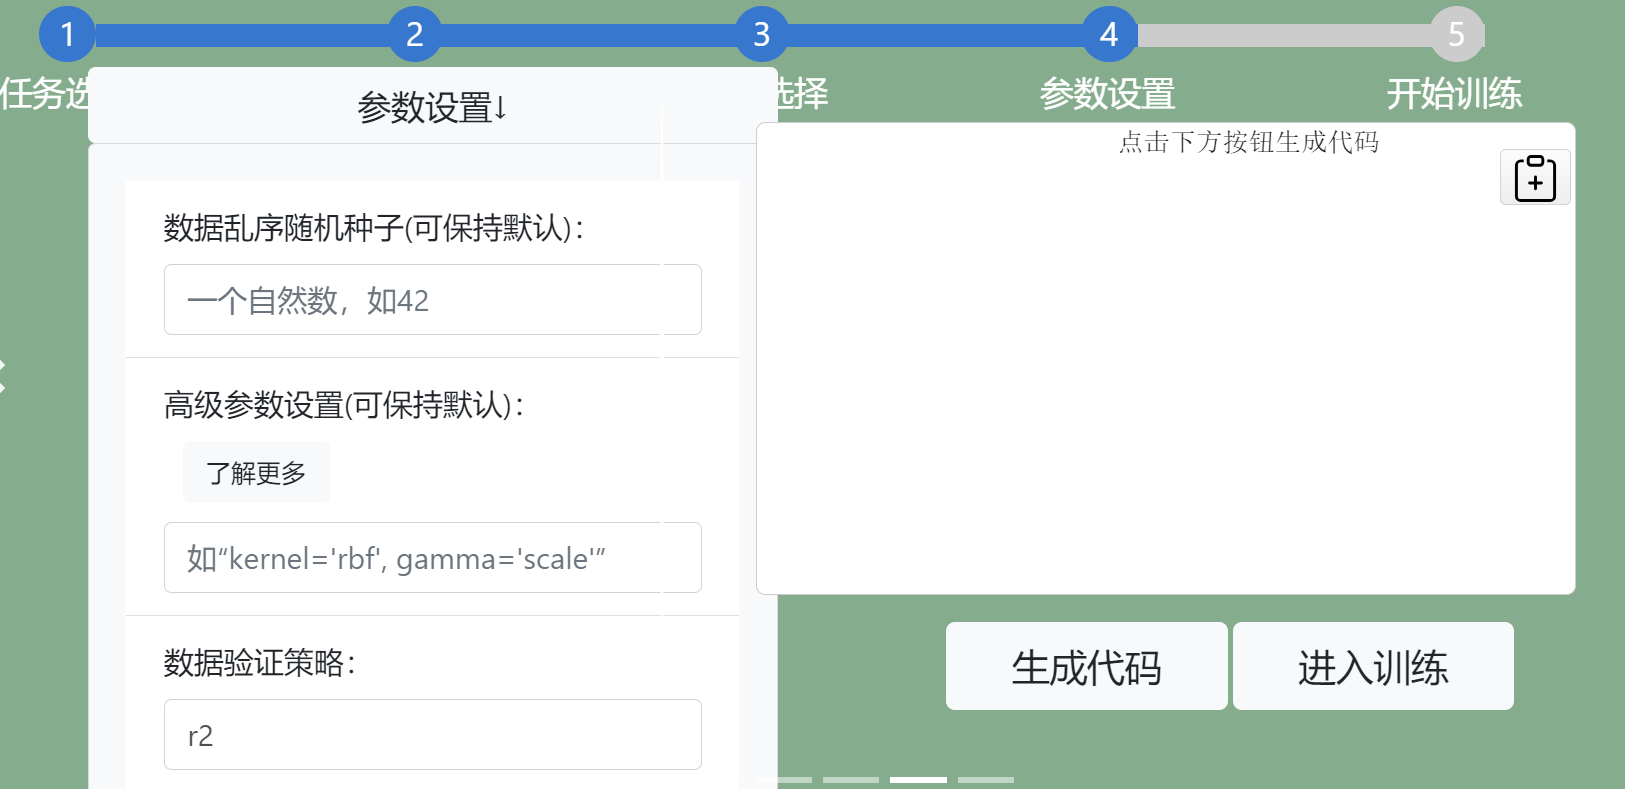 1
2
3
4
5
任务选
选择
参数设置
开始训练
参数设置↓
数据乱序随机种子(可保持默认)：
一个自然数，如42
高级参数设置(可保持默认)：
了解更多
如“kernel='rbf', gamma='scale'”
数据验证策略：
r2
点击下方按钮生成代码
生成代码
进入训练